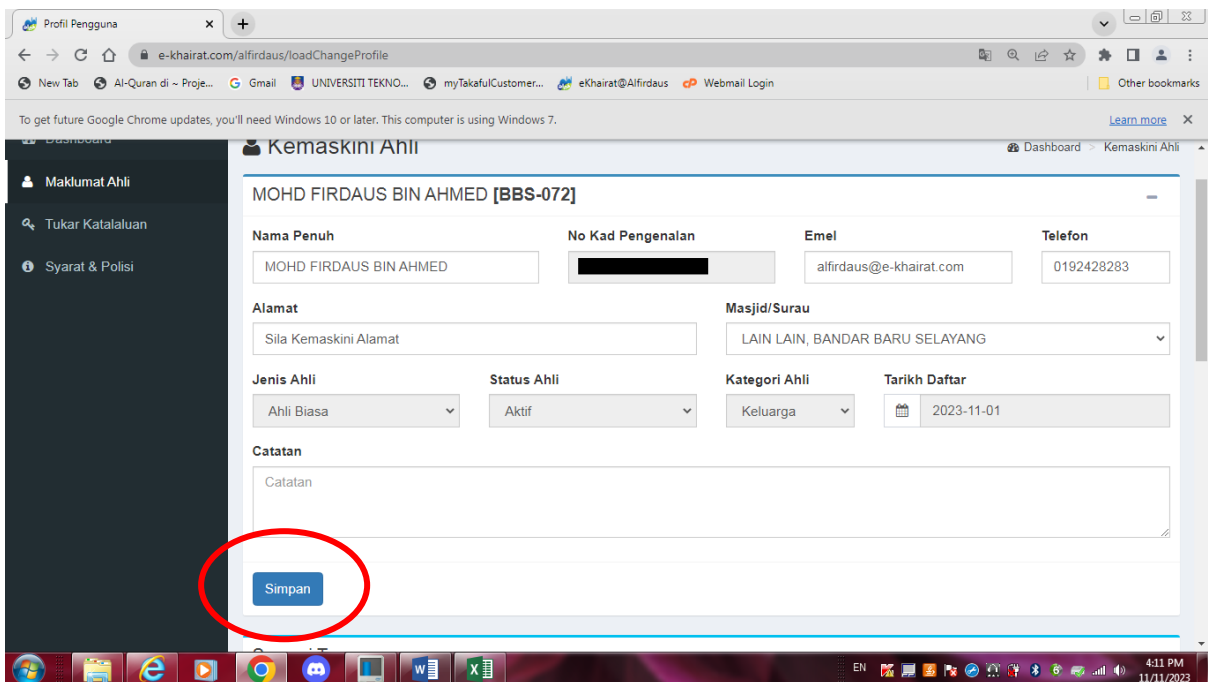 Profil Pengguna
e-khairat.com/alfirdaus/loadChangeProfile
New Tab Al-Quran di ~ Proje... Gmail UNIVERSITI TEKNO... myTakafulCustomer... eKhairat@Alfirdaus Webmail Login Other bookmarks
To get future Google Chrome updates, you'll need Windows 10 or later. This computer is using Windows 7. Learn more
Dashboard
Kemaskini Ahli
Dashboard > Kemaskini Ahli
Maklumat Ahli
Tukar Katalaluan
Syarat & Polisi
MOHD FIRDAUS BIN AHMED [BBS-072]
Nama Penuh No Kad Pengenalan Emel Telefon
MOHD FIRDAUS BIN AHMED alfirdaus@e-khairat.com 0192428283
Alamat Masjid/Surau
Sila Kemaskini Alamat LAIN LAIN, BANDAR BARU SELAYANG
Jenis Ahli Status Ahli Kategori Ahli Tarikh Daftar
Ahli Biasa Aktif Keluarga 2023-11-01
Catatan
Catatan
Simpan
EN 4:11 PM
11/11/2023